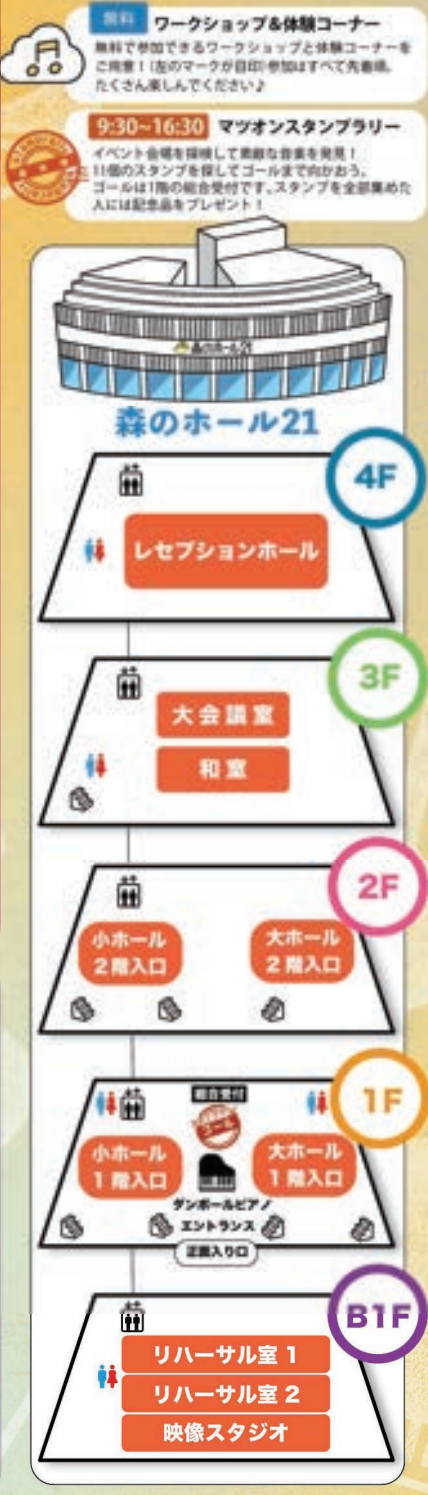 無料 ワークショップ&体験コーナー
無料で参加できるワークショップと体験コーナーを
ご用意！(左のマークが目印)参加はすべて先着順。
たくさん楽しんでください♪
9:30~16:30 マツオンスタンプラリー
イベント会場を探検して素敵な音楽を発見！
11個のスタンプを探してゴールまで向かおう。
ゴールは1階の総合受付です。スタンプを全部集めた
人には記念品をプレゼント！
森のホール21
森のホール21
4F
レセプションホール
3F
大会議室
和室
2F
小ホール
2階入口
大ホール
2階入口
1F
総合受付
ゴール
小ホール
1階入口
大ホール
1階入口
ダンボールピアノ
エントランス
正面入り口
B1F
リハーサル室 1
リハーサル室 2
映像スタジオ